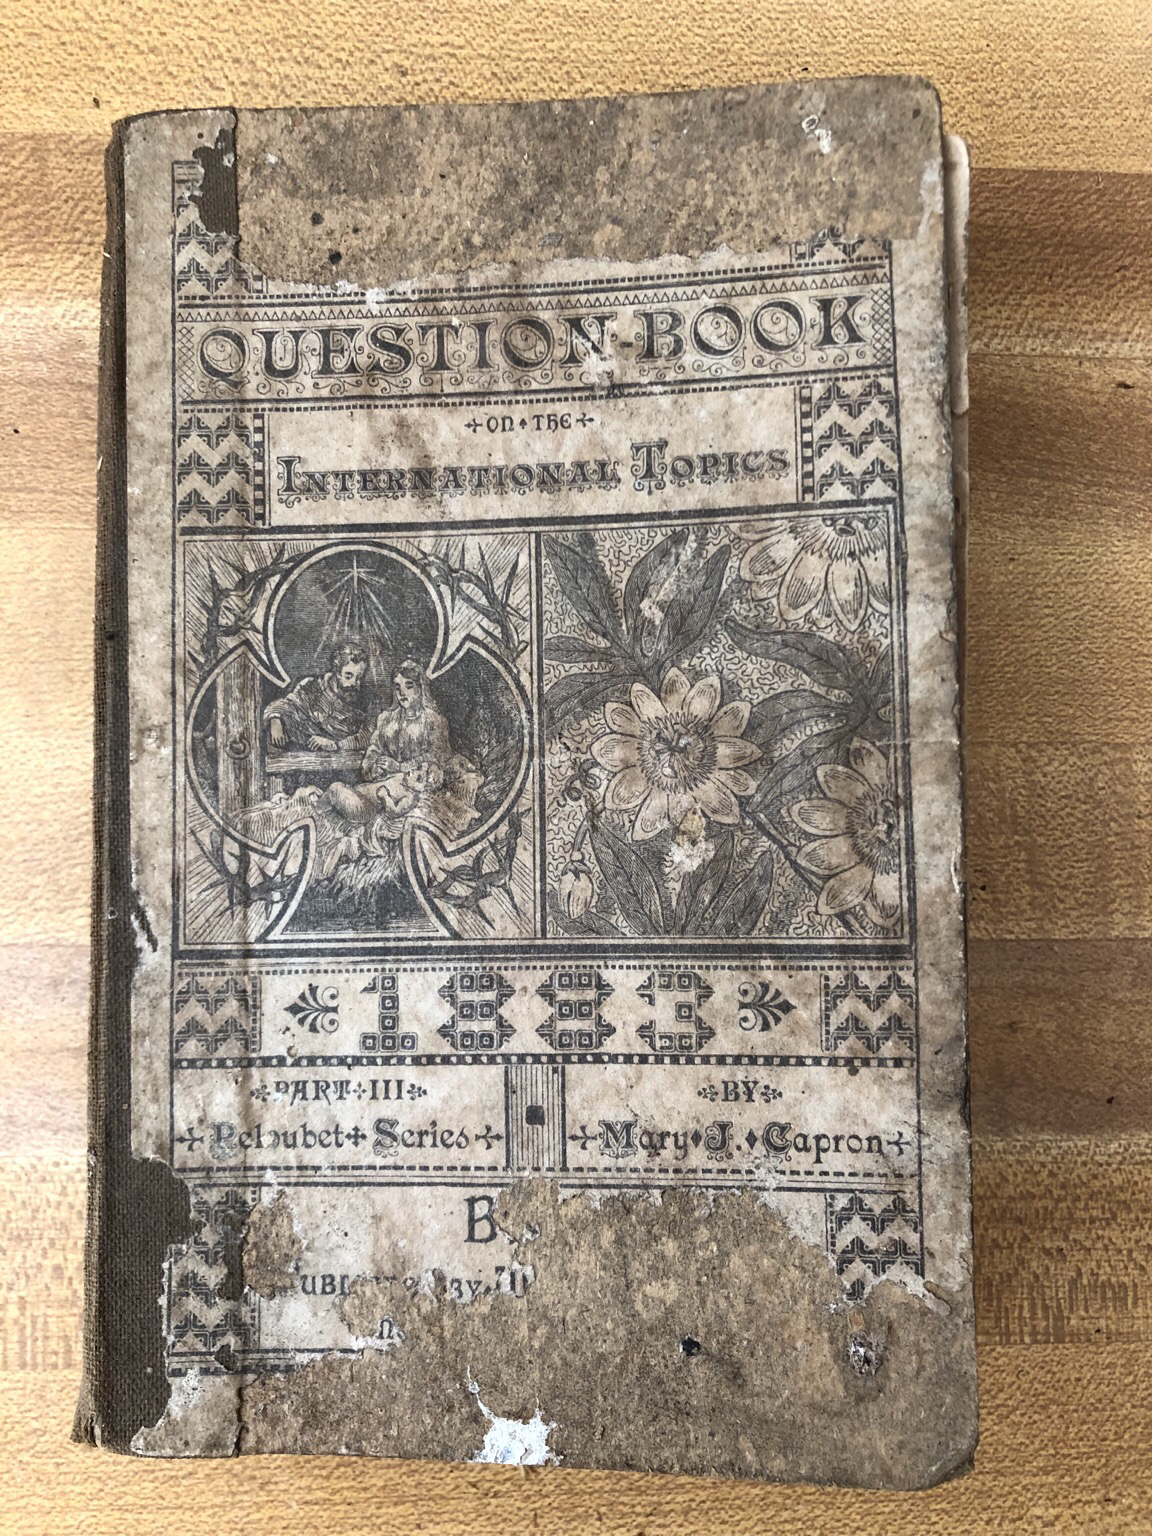 QUESTION-BOOK
ON THE
INTERNATIONAL TOPICS
1883
PART III
BY
Peloubet Series
Mary J. Capron